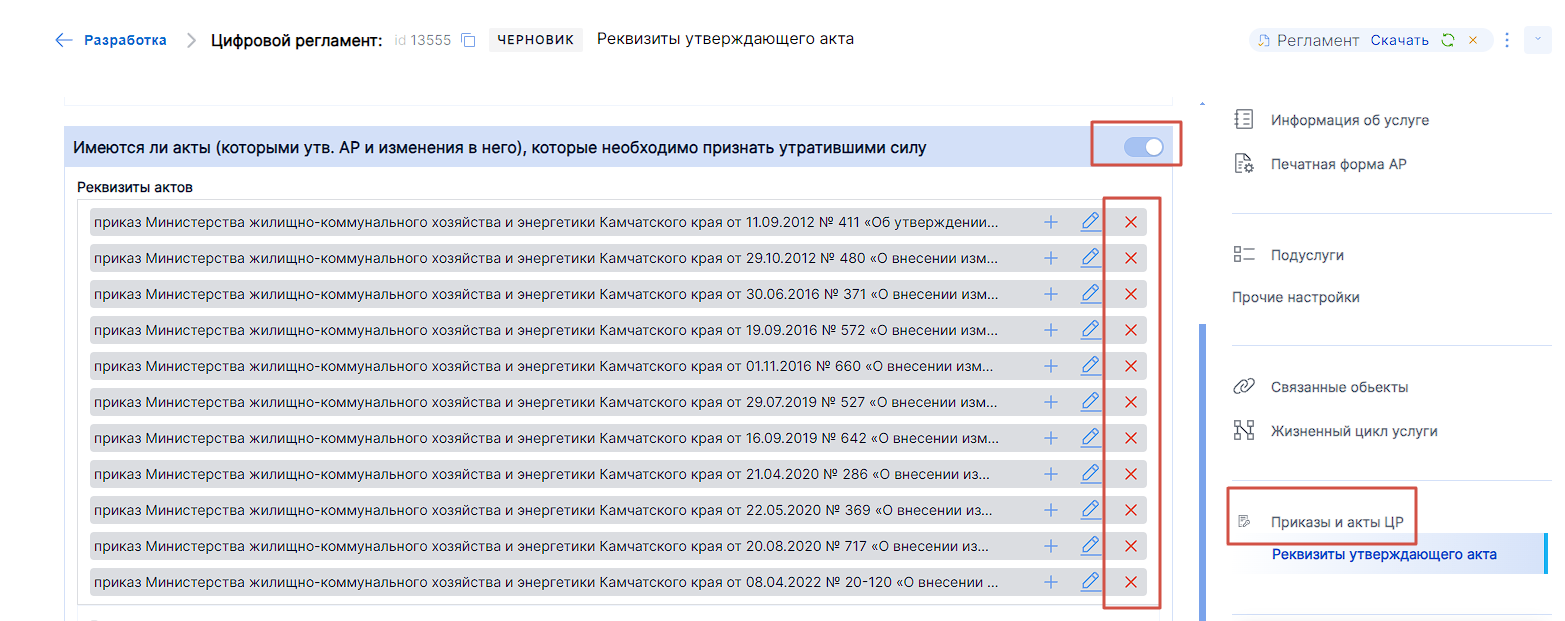 Разработка
Цифровой регламент: id 13555 ЧЕРНОВИК Реквизиты утверждающего акта
Регламент Скачать
Имеются ли акты (которыми утв. АР и изменения в него), которые необходимо признать утратившими силу
Реквизиты актов
приказ Министерства жилищно-коммунального хозяйства и энергетики Камчатского края от 11.09.2012 № 411 «Об утверждении...
приказ Министерства жилищно-коммунального хозяйства и энергетики Камчатского края от 29.10.2012 № 480 «О внесении изм...
приказ Министерства жилищно-коммунального хозяйства и энергетики Камчатского края от 30.06.2016 № 371 «О внесении изм...
приказ Министерства жилищно-коммунального хозяйства и энергетики Камчатского края от 19.09.2016 № 572 «О внесении изм...
приказ Министерства жилищно-коммунального хозяйства и энергетики Камчатского края от 01.11.2016 № 660 «О внесении изм...
приказ Министерства жилищно-коммунального хозяйства и энергетики Камчатского края от 29.07.2019 № 527 «О внесении изм...
приказ Министерства жилищно-коммунального хозяйства и энергетики Камчатского края от 16.09.2019 № 642 «О внесении изм...
приказ Министерства жилищно-коммунального хозяйства и энергетики Камчатского края от 21.04.2020 № 286 «О внесении из...
приказ Министерства жилищно-коммунального хозяйства и энергетики Камчатского края от 22.05.2020 № 369 «О внесении из...
приказ Министерства жилищно-коммунального хозяйства и энергетики Камчатского края от 20.08.2020 № 717 «О внесении из...
приказ Министерства жилищно-коммунального хозяйства и энергетики Камчатского края от 08.04.2022 № 20-120 «О внесении ...
Информация об услуге
Печатная форма АР
Подуслуги
Прочие настройки
Связанные обьекты
Жизненный цикл услуги
Приказы и акты ЦР
Реквизиты утверждающего акта